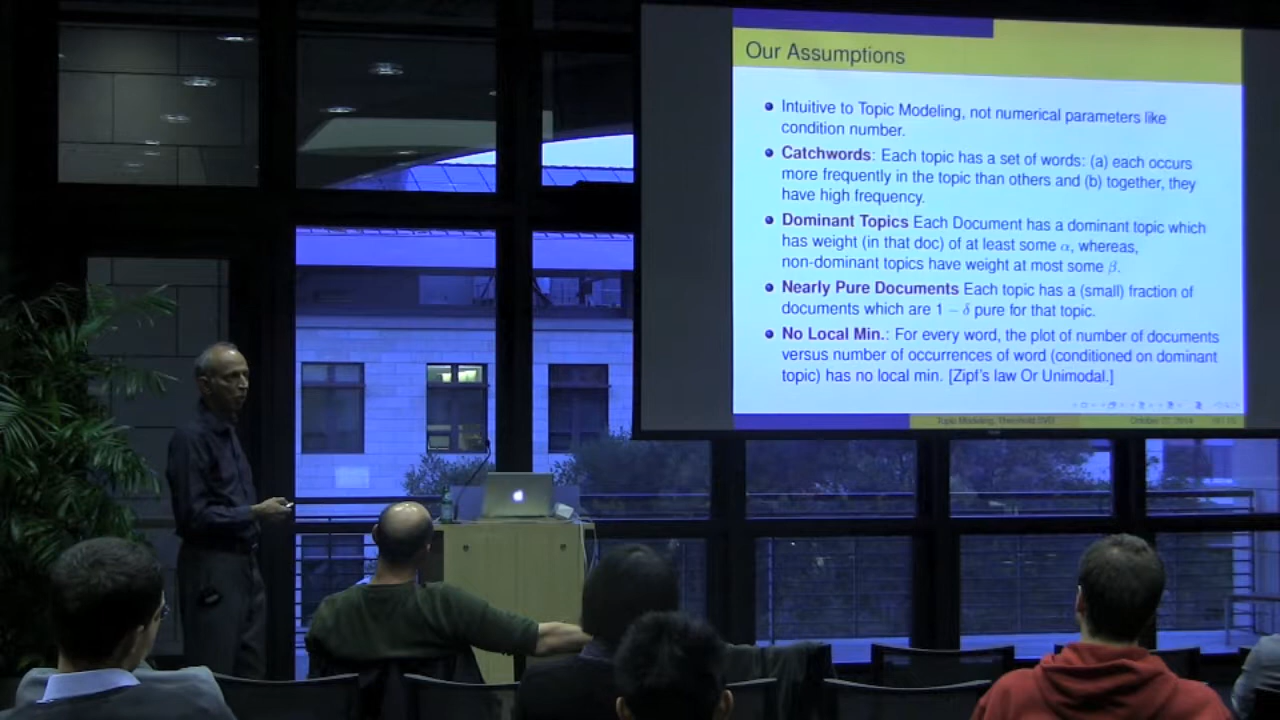 Our Assumptions
Intuitive to Topic Modeling, not numerical parameters like
condition number.
Catchwords: Each topic has a set of words: (a) each occurs
more frequently in the topic than others and (b) together, they
have high frequency.
Dominant Topics Each Document has a dominant topic which
has weight (in that doc) of at least some α, whereas,
non-dominant topics have weight at most some β.
Nearly Pure Documents Each topic has a (small) fraction of
documents which are 1 − δ pure for that topic.
No Local Min.: For every word, the plot of number of documents
versus number of occurrences of word (conditioned on dominant
topic) has no local min. [Zipf's law Or Unimodal.]
Topic Modeling, Threshold SVD